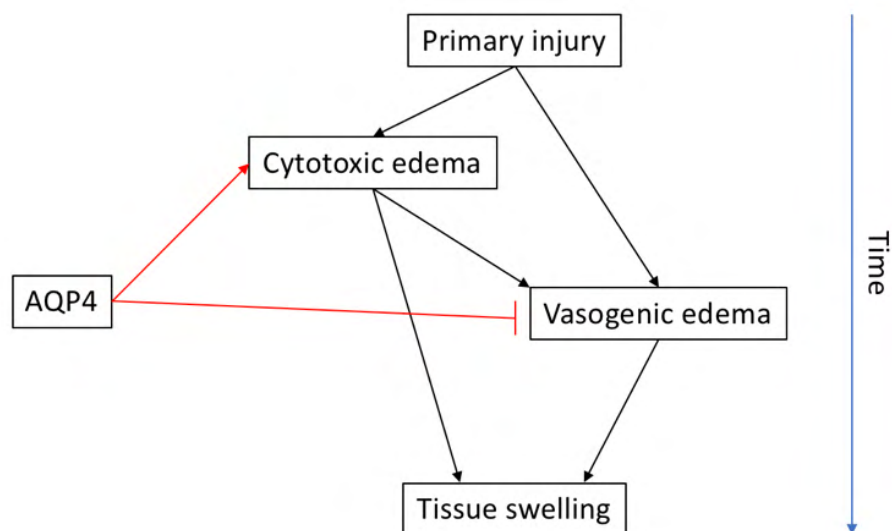 Primary injury
Cytotoxic edema
AQP4
Vasogenic edema
Tissue swelling
Time